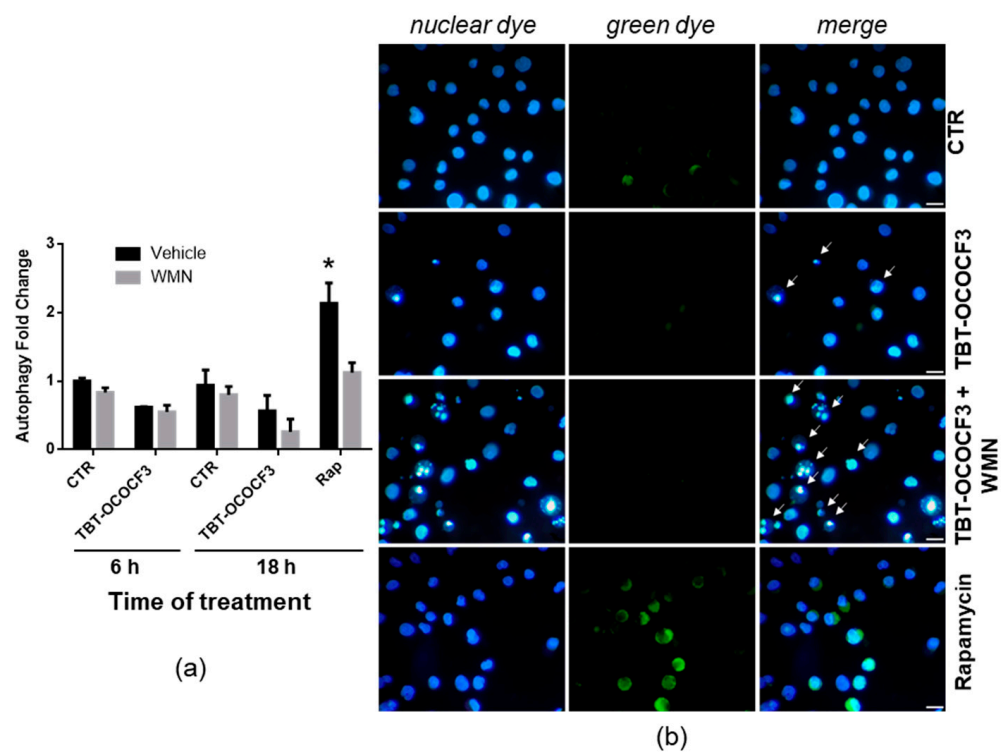 nuclear dye green dye merge
CTR
TBT-OCOCF3
TBT-OCOCF3 +
WMN
Rapamycin
Autophagy Fold Change
3
2
1
0
Vehicle
WMN
*
CTR
TBT-OCOCF3
CTR
TBT-OCOCF3
Rap
6 h 18 h
Time of treatment
(a)
(b)